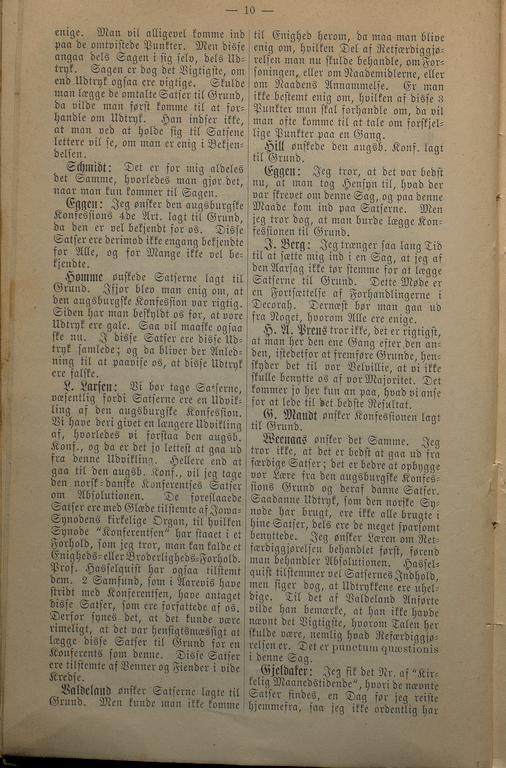 — 10 —
enige. Man vil alligevel komme ind
paa de omtvistede Punkter. Men disse
angaa dels Sagen i sig selv, dels Ud-
tryk. Sagen er dog det Vigtigste, om
end Udtryk ogsaa ere vigtige. Skulde
man lægge de omtalte Satser til Grund,
da vilde man først komme til at for-
handle om Udtryk. Han indser ikke,
at man ved at holde sig til Satsene
lettere vil se, om man er enig i Bekjen-
delsen.
Schmidt: Det er for mig aldeles
det Samme, hvorledes man gjør det,
naar man kun kommer til Sagen.
Eggen: Jeg ønsker den augsburgske
Konfessions 4de Art. lagt til Grund,
da den er vel bekjendt for os. Disse
Satser ere derimod ikke engang bekjendte
for Alle, og for Mange ikke vel be-
kjendte.
Homme ønskede Satserne lagt til
Grund. Ifjor blev man enig om, at
den augsburgske Konfession var rigtig.
Siden har man beskyldt os for, at vore
Udtryk ere gale. Saa vil maaske ogsaa
ske nu. I disse Satser ere disse Ud-
tryk samlede; og da bliver der Anled-
ning til at paavise os, at disse Udtryk
ere falske.
L. Larsen: Vi bør tage Satserne,
væsentlig fordi Satserne ere en Udvik-
ling af den augsburgske Konfession.
Vi have deri givet en længere Udvikling
af, hvorledes vi forstaa den augsb.
Konf., og da er det jo lettest at gaa ud
fra denne Udvikling. Hellere end at
gaa til den augsb. Konf., vil jeg tage
den norsk-danske Konferentses Satser
om Absolutionen. De foreslaaede
Satser ere med Glæde tilstemte af Iowa-
Synodens kirkelige Organ, til hvilken
Synode “Konferentsen“ har staaet i et
Forhold, som jeg tror, man kan kalde et
Enigheds- eller Broderligheds-Forhold.
Prof. Hasselquist har ogsaa tilstemt
dem. 2 Samfund, som i Aarevis have
stridt med Konferentsen, have antaget
disse Satser, som ere forfattede af os.
Derfor synes det, at det kunde være
rimeligt, at det var hensigtsmæssigt at
lægge disse Satser til Grund for en
Konferents som denne. Disse Satser
ere tilstemte af Venner og Fiender i vide
Kredse.
Valdeland ønsker Satserne lagte til
Grund. Men kunde man ikke komme
til Enighed herom, da maa man blive
enig om, hvilken Del af Retfærdiggjø-
relsen man nu skulde behandle, om For-
soningen, eller om Naademidlerne, eller
om Naadens Annammelse. Er man
ikke bestemt enig om, hvilken af disse 3
Punkter man skal forhandle om, da vil
man ofte komme til at tale om forskjel-
lige Punkter paa en Gang.
Hill ønskede den augsb. Konf. lagt
til Grund.
Eggen: Jeg tror, at det var bedst
nu, at man tog Hensyn til, hvad der
var skrevet om denne Sag, og paa denne
Maade kom ind paa Satserne. Men
jeg tror dog, at man burde lægge Kon-
fessionen til Grund.
J. Berg: Jeg trænger saa lang Tid
til at sætte mig ind i en Sag, at jeg af
den Aarsag ikke tør stemme for at lægge
Satserne til Grund. Dette Møde er
en Fortsættelse af Forhandlingerne i
Decorah. Dernæst bør man gaa ud
fra Noget, hvorom Alle ere enige.
H. A. Preus tror ikke, det er rigtigst,
at man her den ene Gang efter den an-
den, istedetfor at fremføre Grunde, hen-
skyder det til vor Velvillie, at vi ikke
skulle benytte os af vor Majoritet. Det
kommer jo her kun an paa, hvad vi anse
for at lede til det bedste Resultat.
G. Mandt ønsker Konfessionen lagt
til Grund.
Weenaas ønsker det Samme. Jeg
tror ikke, at det er bedst at gaa ud fra
færdige Satser; det er bedre at opbygge
vor Lære fra den augsburgske Konfes-
sions Grund og deraf danne Satser.
Saadanne Udtryk, som den norske Sy-
node har brugt, ere ikke alle brugte i
hine Satser, dels ere de meget sparsomt
benyttede. Jeg ønsker Læren om Ret-
færdiggjørelsen behandlet først, førend
man behandler Absolutionen. Hassel-
quist tilstemmer vel Satsernes Indhold,
men siger dog, at Udtrykkene ere uhel-
dige. Til det af Valdeland Anførte
vilde han bemærke, at han ikke havde
nævnt det Vigtigste, hvorom Talen her
skulde være, nemlig hvad Retfærdiggjø-
relsen er. Det er punctum quæstionis
i denne Sag.
Gjeldaker: Jeg fik det Nr. af “Kir-
kelig Maanedstidende“, hvori de nævnte
Satser findes, en Dag før jeg reiste
hjemmefra, saa jeg ikke ordentlig har